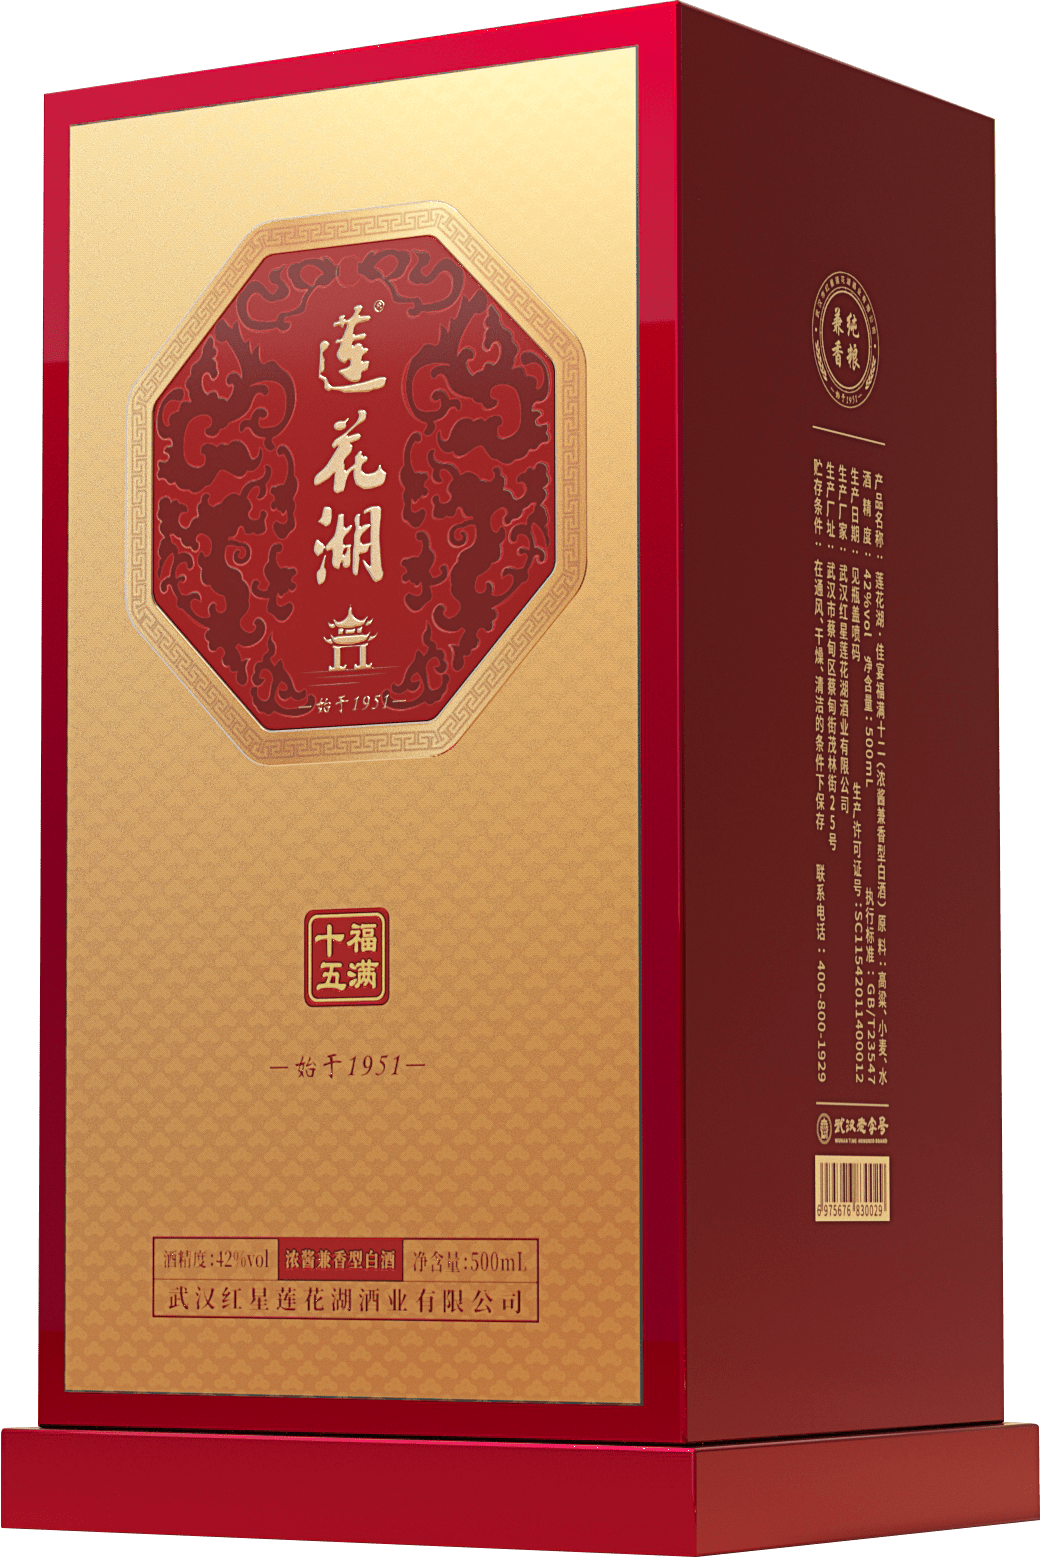 莲花湖
始于1951
福满
十五
始于1951
酒精度:42%vol 浓酱兼香型白酒 净含量:500mL
武汉红星莲花湖酒业有限公司
纯粮
兼香
始于1951
产品名称：莲花湖·佳宴福满十二（浓酱兼香型白酒） 原料：高粱、小麦、水
酒精度：42%vol 净含量：500mL 执行标准：GB/T23547
生产日期：见瓶盖喷码 生产许可证号：SC11542011400012
生产厂家：武汉红星莲花湖酒业有限公司
生产厂址：武汉市蔡甸区蔡甸街茂林街25号
贮存条件：在通风、干燥、清洁的条件下保存 联系电话：400-800-1929
武汉老字号
6 975676 830029